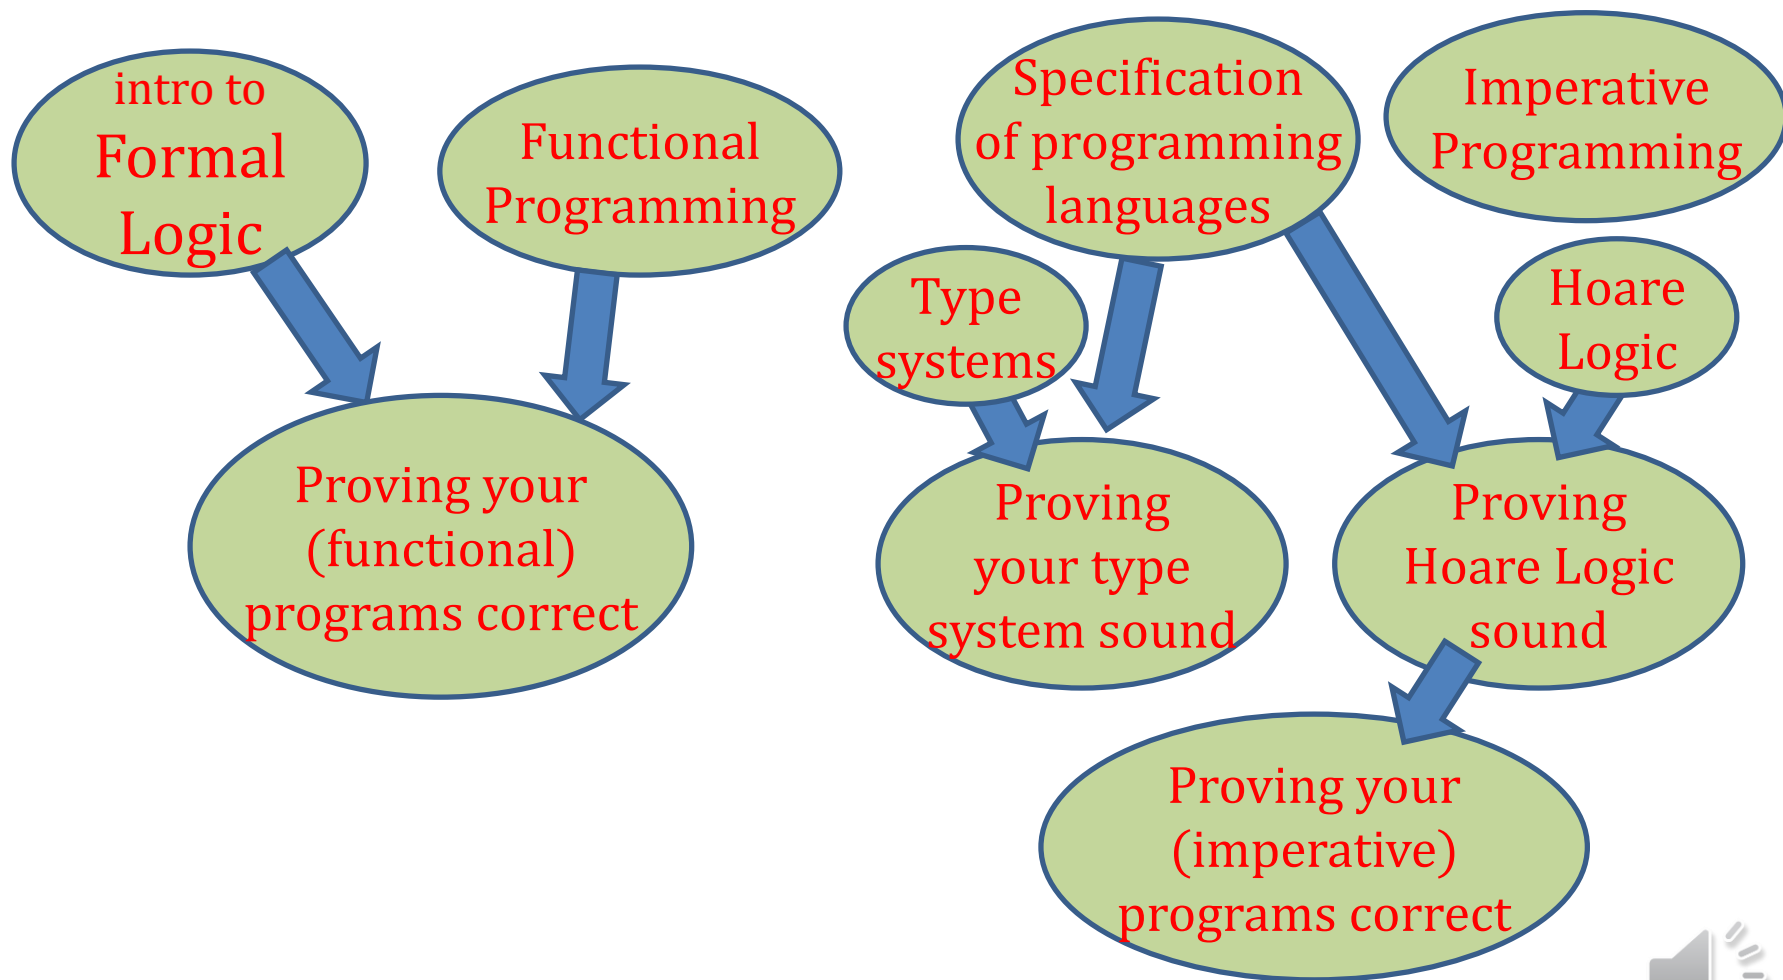 intro to
Formal
Logic
Functional
Programming
Specification
of programming
languages
Imperative
Programming
Type
systems
Hoare
Logic
Proving your
(functional)
programs correct
Proving
your type
system sound
Proving
Hoare Logic
sound
Proving your
(imperative)
programs correct